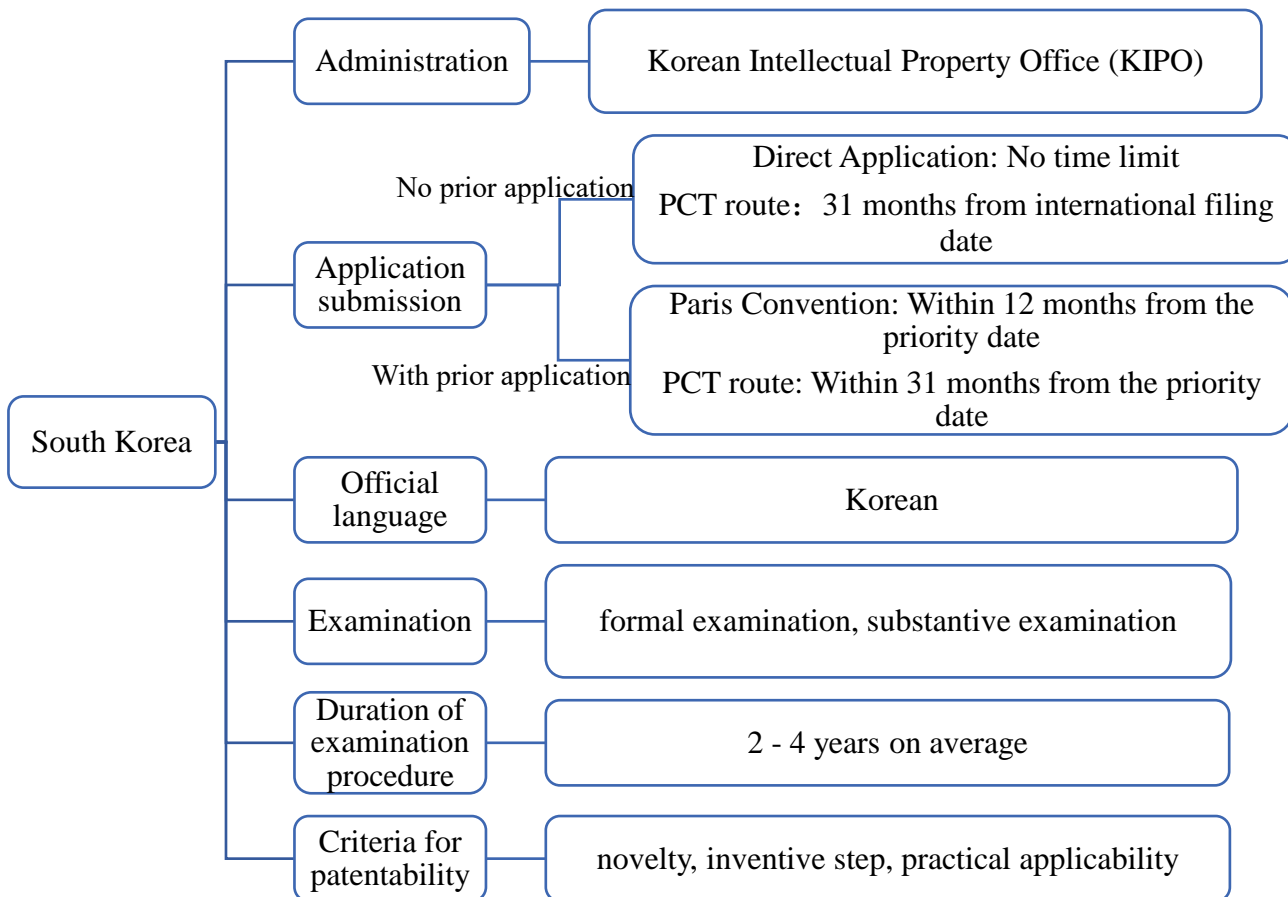 South Korea
Administration
Korean Intellectual Property Office (KIPO)
Application
submission
No prior application
Direct Application: No time limit
PCT route：31 months from international filing
date
With prior application
Paris Convention: Within 12 months from the
priority date
PCT route: Within 31 months from the priority
date
Official
language
Korean
Examination
formal examination, substantive examination
Duration of
examination
procedure
2 - 4 years on average
Criteria for
patentability
novelty, inventive step, practical applicability